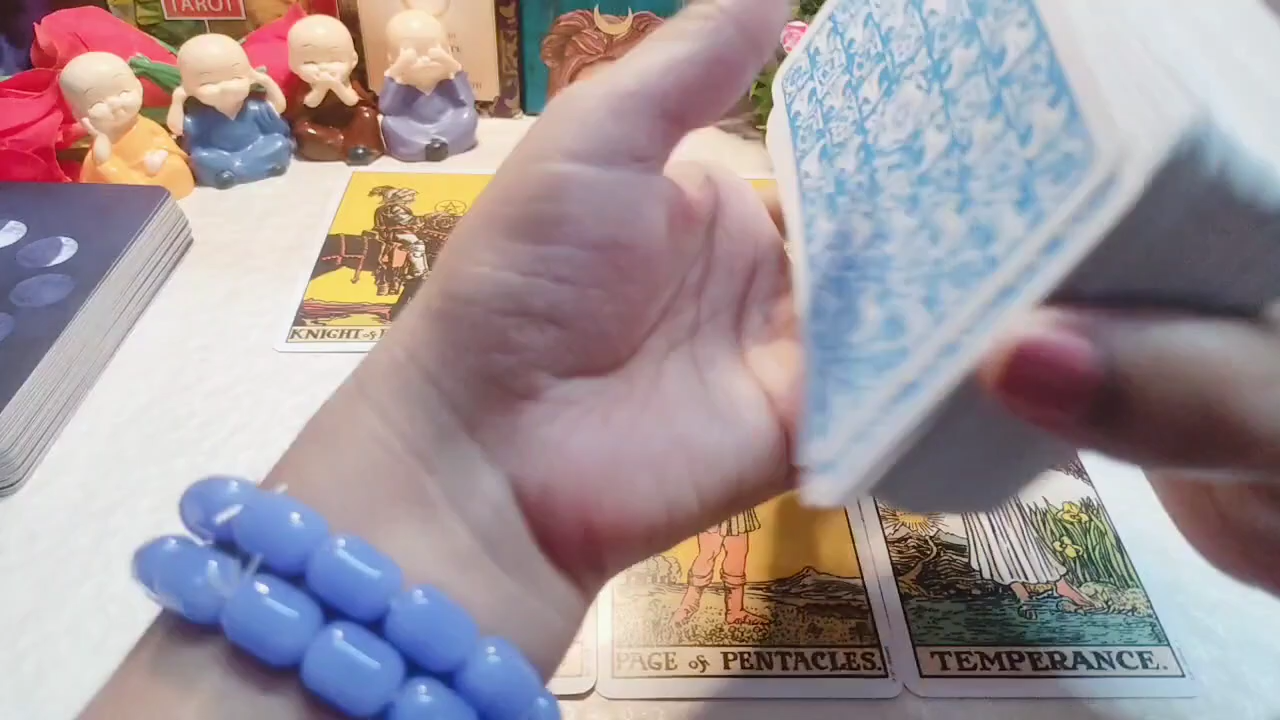 TAROT
KNIGHT of
PAGE of PENTACLES.
TEMPERANCE.